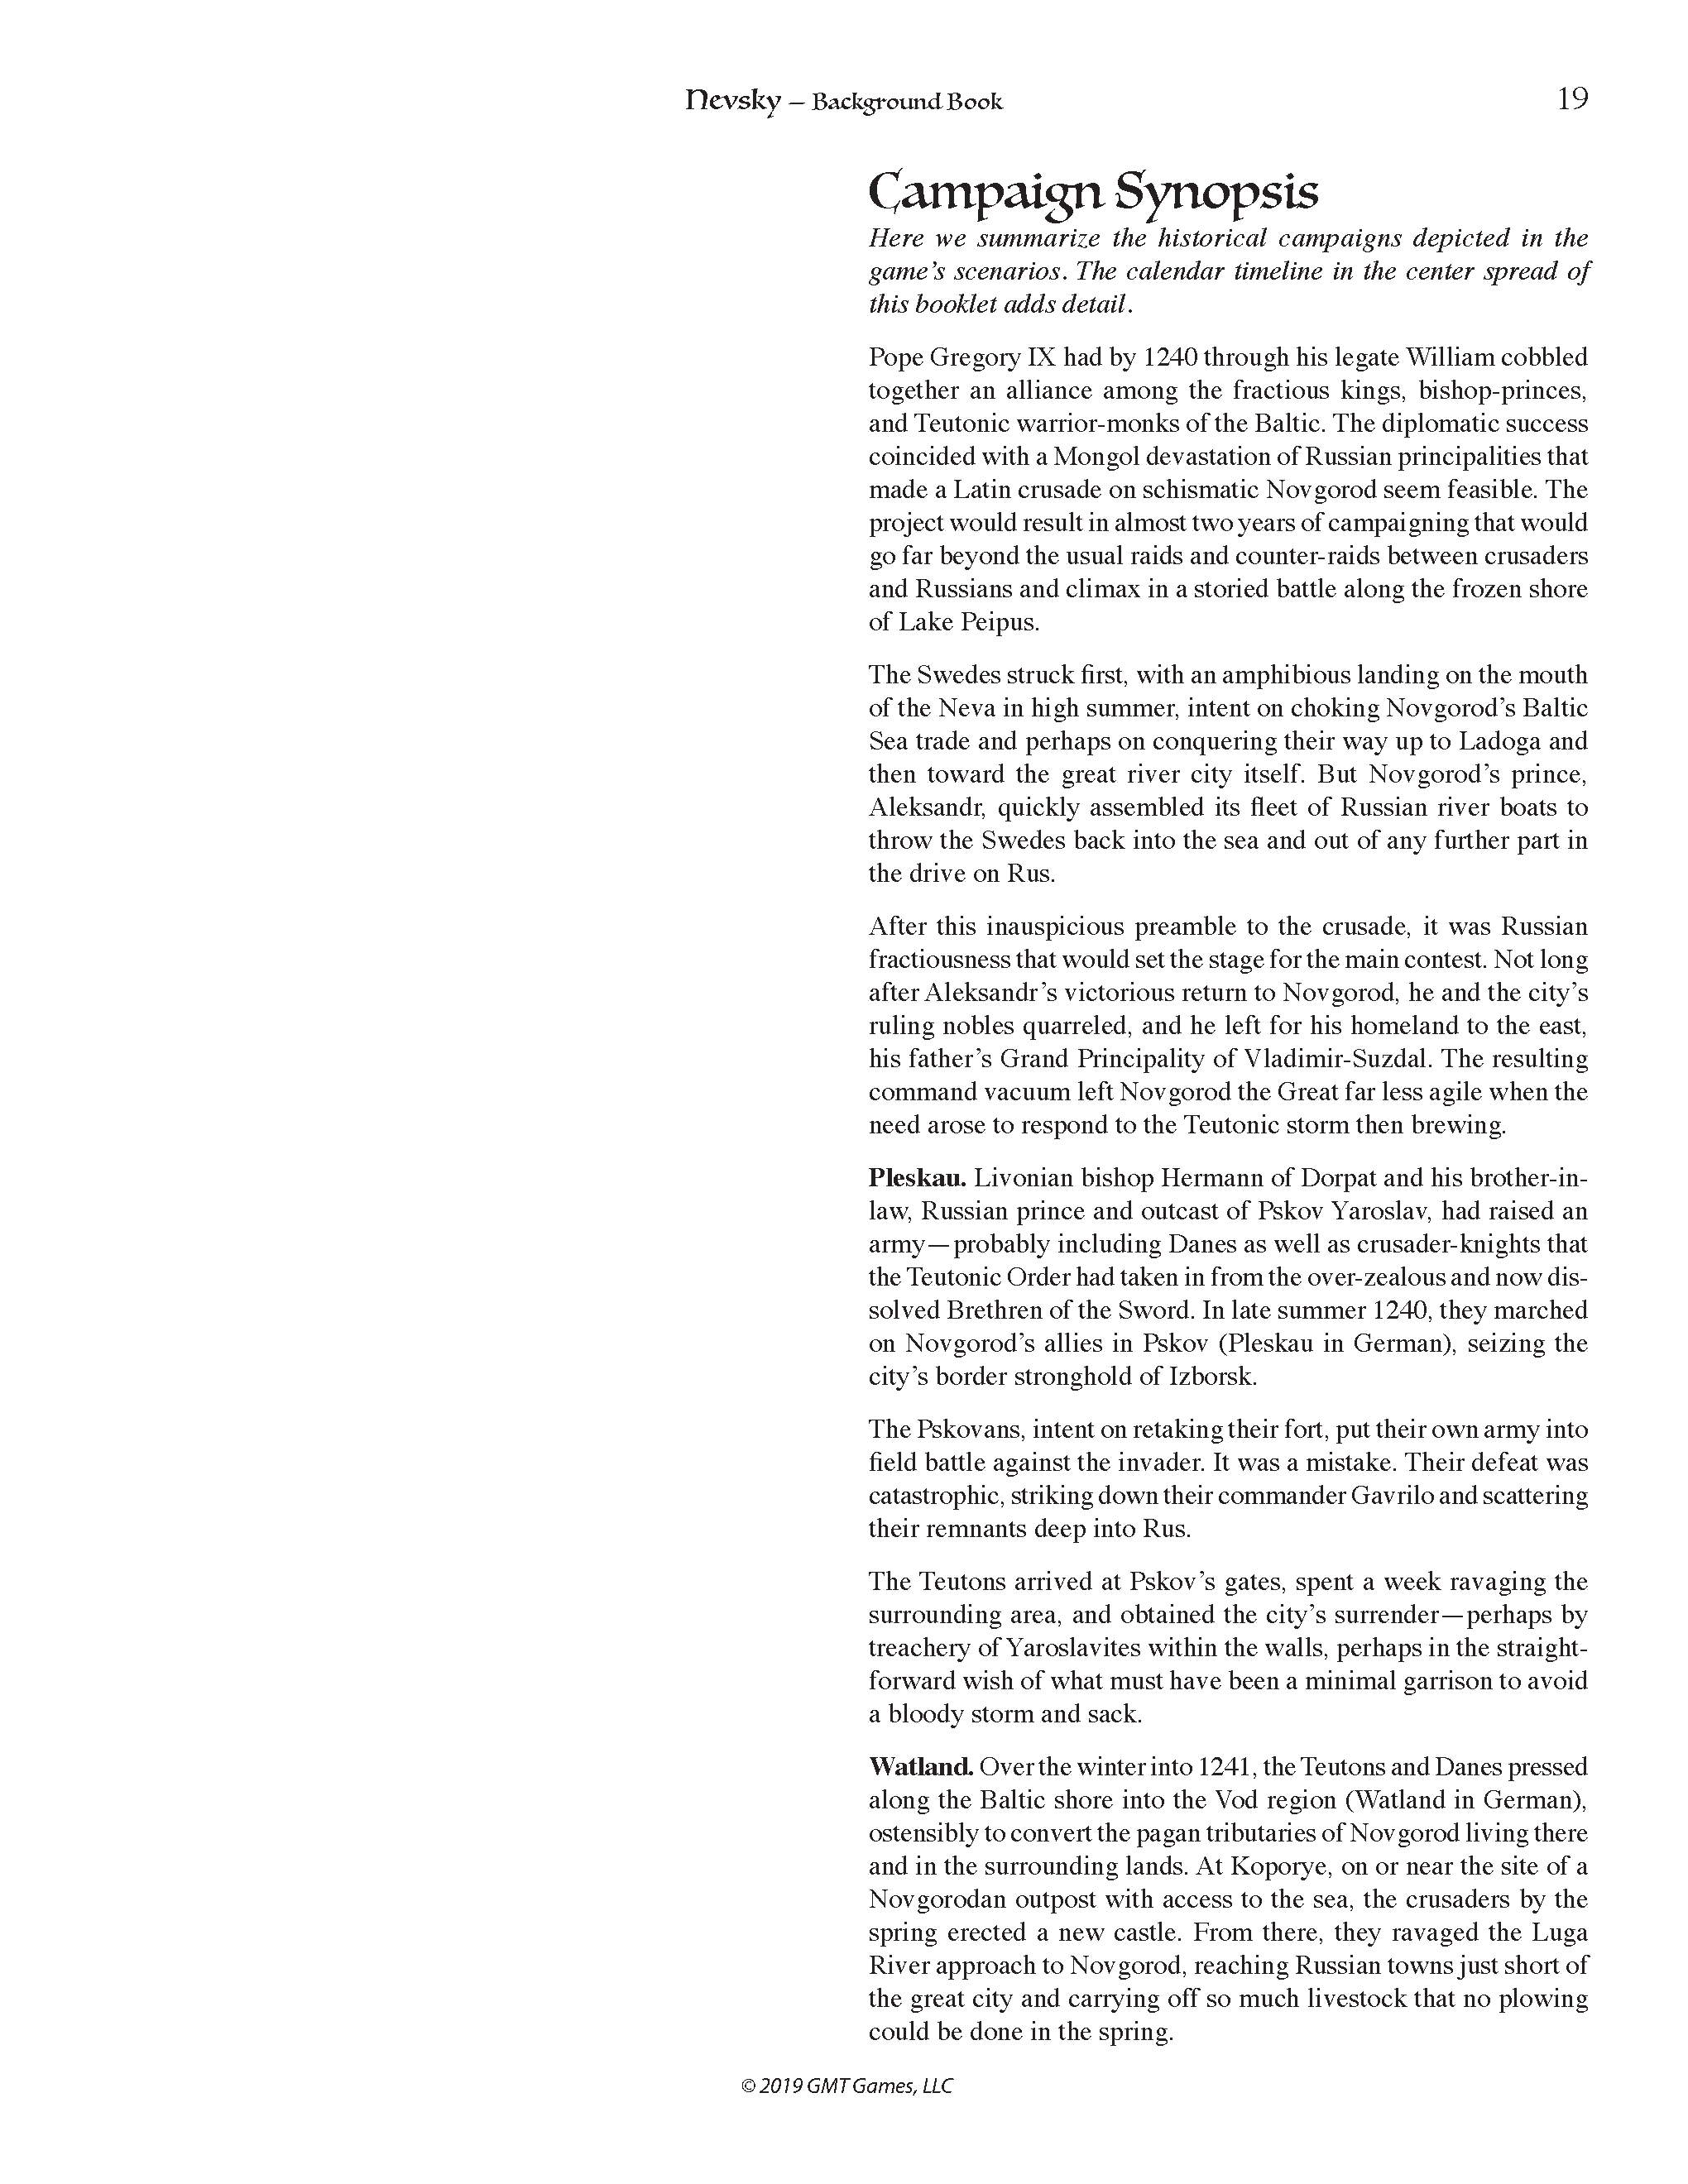 Nevsky – Background Book
19
Campaign Synopsis
Here we summarize the historical campaigns depicted in the
game's scenarios. The calendar timeline in the center spread of
this booklet adds detail.
Pope Gregory IX had by 1240 through his legate William cobbled
together an alliance among the fractious kings, bishop-princes,
and Teutonic warrior-monks of the Baltic. The diplomatic success
coincided with a Mongol devastation of Russian principalities that
made a Latin crusade on schismatic Novgorod seem feasible. The
project would result in almost two years of campaigning that would
go far beyond the usual raids and counter-raids between crusaders
and Russians and climax in a storied battle along the frozen shore
of Lake Peipus.
The Swedes struck first, with an amphibious landing on the mouth
of the Neva in high summer, intent on choking Novgorod's Baltic
Sea trade and perhaps on conquering their way up to Ladoga and
then toward the great river city itself. But Novgorod's prince,
Aleksandr, quickly assembled its fleet of Russian river boats to
throw the Swedes back into the sea and out of any further part in
the drive on Rus.
After this inauspicious preamble to the crusade, it was Russian
fractiousness that would set the stage for the main contest. Not long
after Aleksandr's victorious return to Novgorod, he and the city's
ruling nobles quarreled, and he left for his homeland to the east,
his father's Grand Principality of Vladimir-Suzdal. The resulting
command vacuum left Novgorod the Great far less agile when the
need arose to respond to the Teutonic storm then brewing.
Pleskau. Livonian bishop Hermann of Dorpat and his brother-in-
law, Russian prince and outcast of Pskov Yaroslav, had raised an
army—probably including Danes as well as crusader-knights that
the Teutonic Order had taken in from the over-zealous and now dis-
solved Brethren of the Sword. In late summer 1240, they marched
on Novgorod's allies in Pskov (Pleskau in German), seizing the
city's border stronghold of Izborsk.
The Pskovans, intent on retaking their fort, put their own army into
field battle against the invader. It was a mistake. Their defeat was
catastrophic, striking down their commander Gavrilo and scattering
their remnants deep into Rus.
The Teutons arrived at Pskov's gates, spent a week ravaging the
surrounding area, and obtained the city's surrender—perhaps by
treachery of Yaroslavites within the walls, perhaps in the straight-
forward wish of what must have been a minimal garrison to avoid
a bloody storm and sack.
Watland. Over the winter into 1241, the Teutons and Danes pressed
along the Baltic shore into the Vod region (Watland in German),
ostensibly to convert the pagan tributaries of Novgorod living there
and in the surrounding lands. At Koporye, on or near the site of a
Novgorodan outpost with access to the sea, the crusaders by the
spring erected a new castle. From there, they ravaged the Luga
River approach to Novgorod, reaching Russian towns just short of
the great city and carrying off so much livestock that no plowing
could be done in the spring.
© 2019 GMT Games, LLC